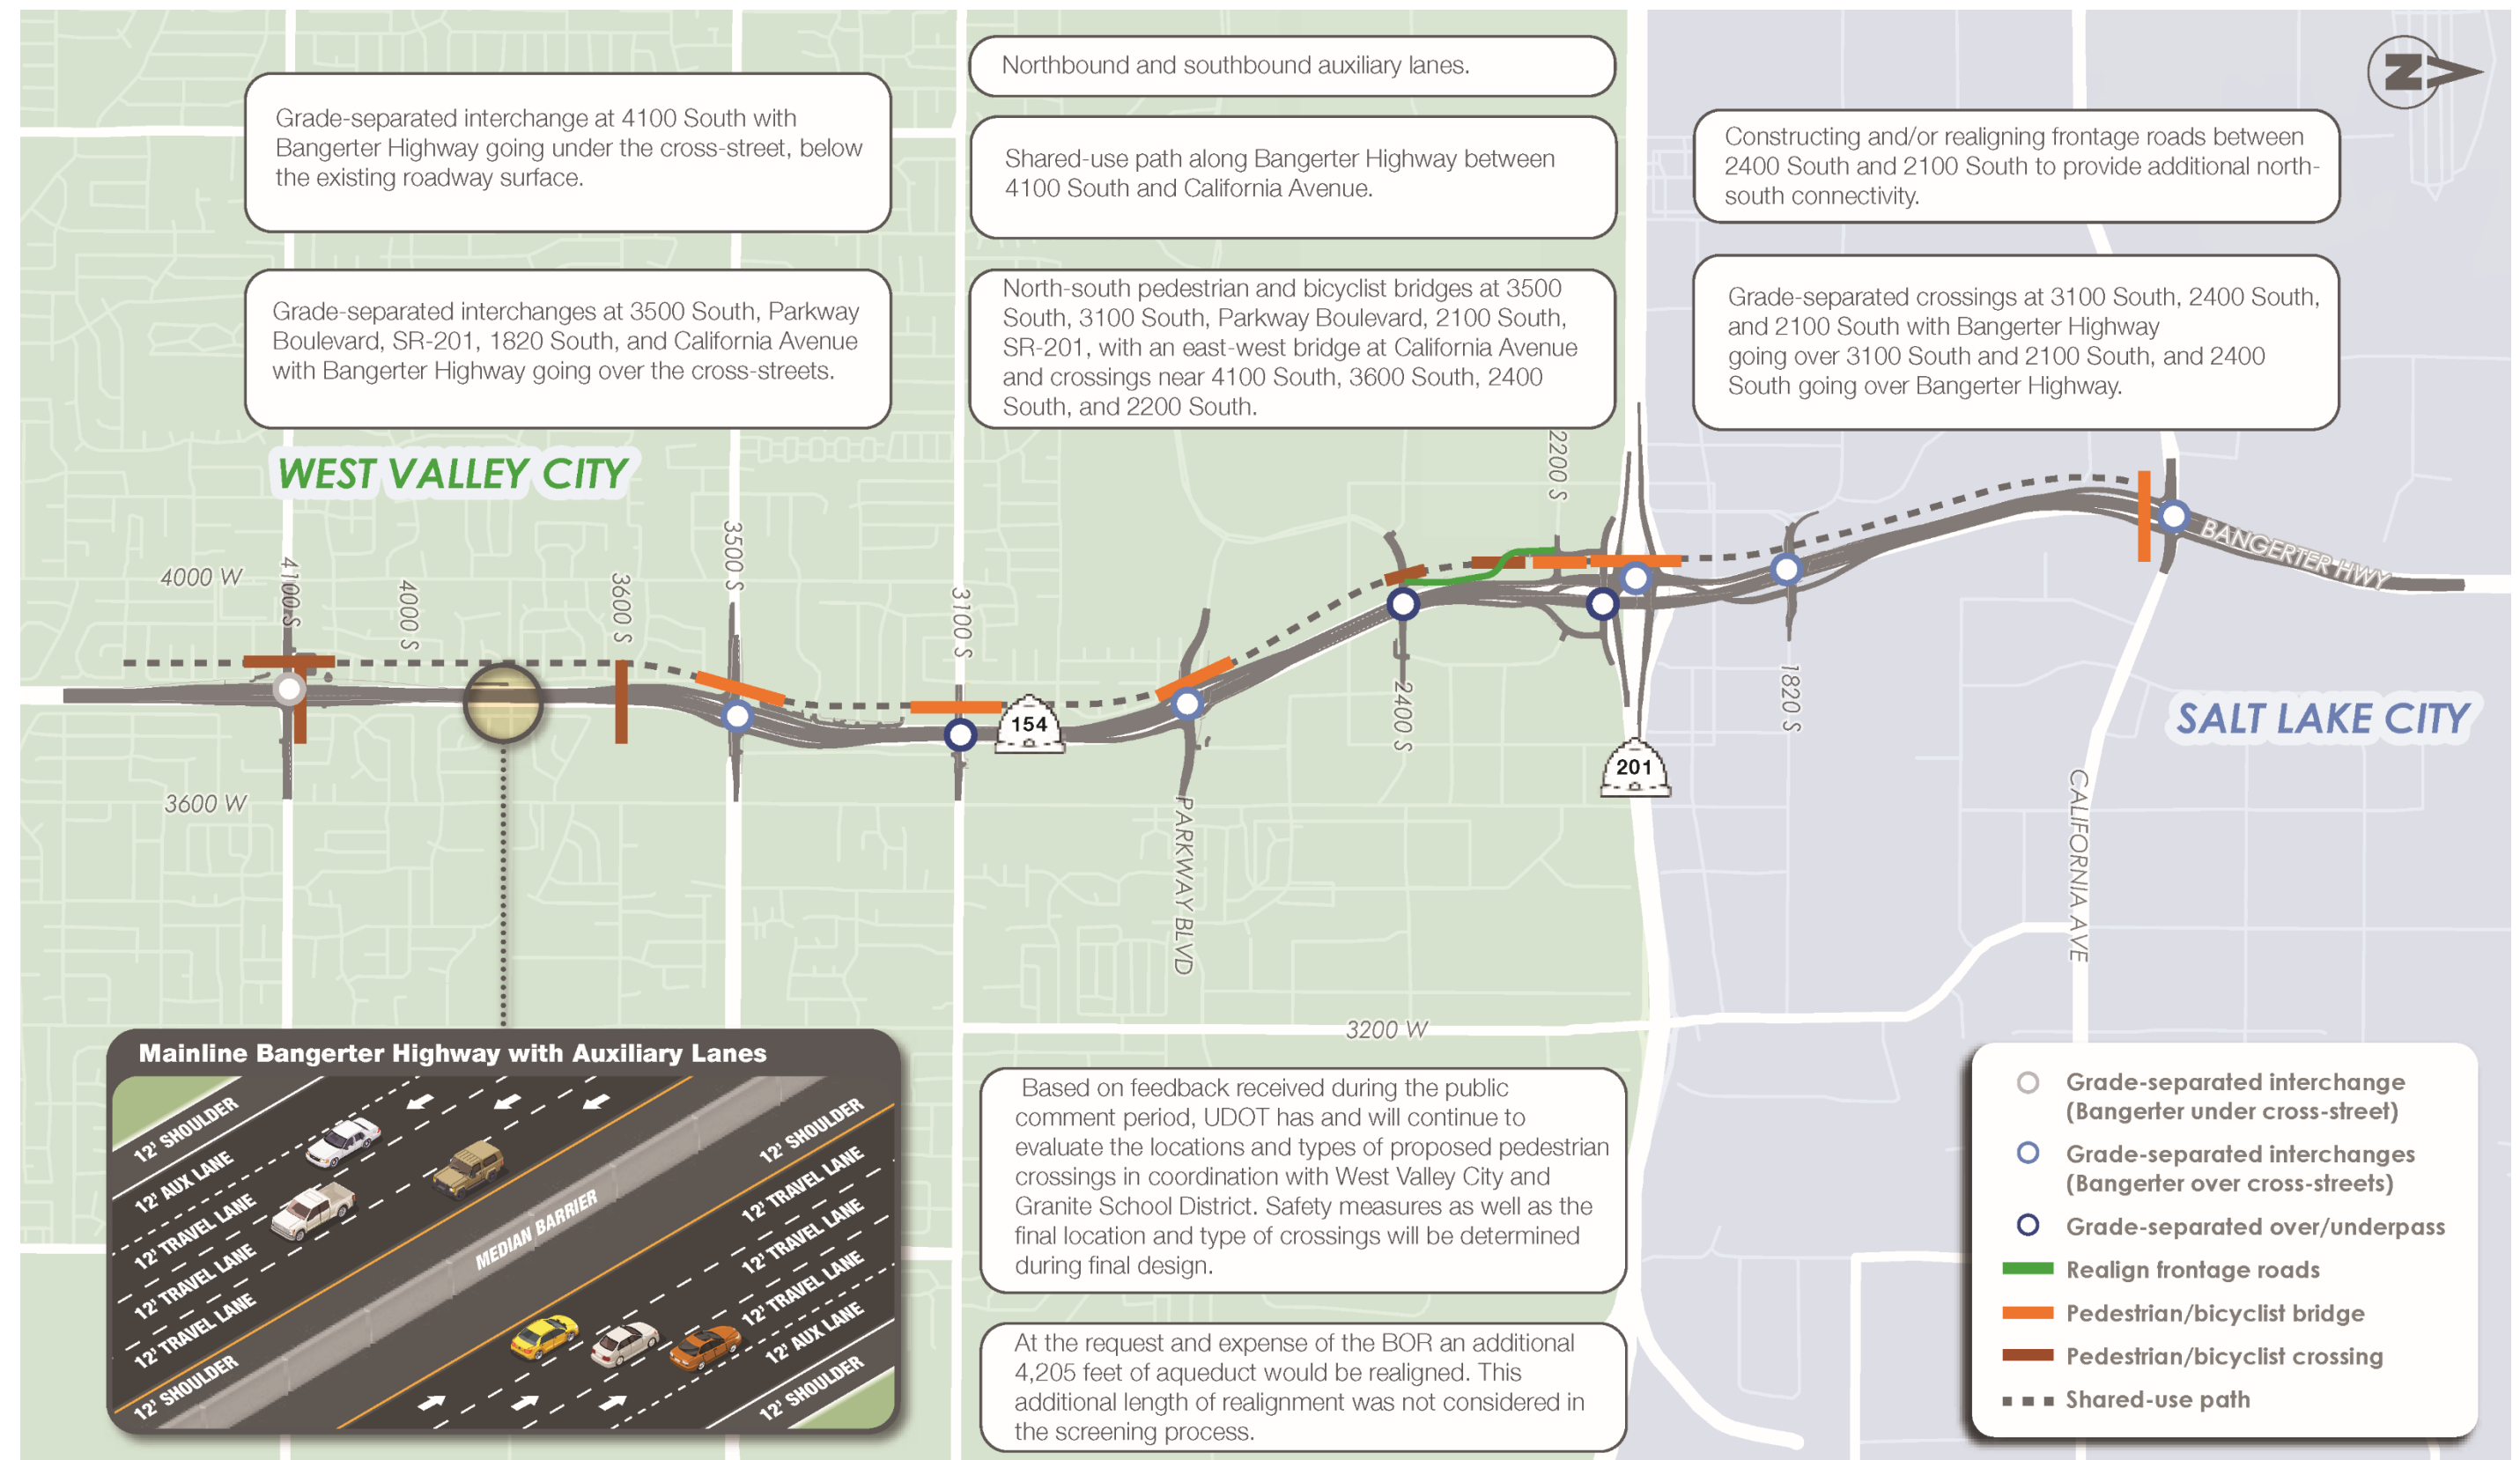 Northbound and southbound auxiliary lanes.
Grade-separated interchange at 4100 South with
Bangerter Highway going under the cross-street, below
the existing roadway surface.
Shared-use path along Bangerter Highway between
4100 South and California Avenue.
Constructing and/or realigning frontage roads between
2400 South and 2100 South to provide additional north-
south connectivity.
N
Grade-separated interchanges at 3500 South, Parkway
Boulevard, SR-201, 1820 South, and California Avenue
with Bangerter Highway going over the cross-streets.
North-south pedestrian and bicyclist bridges at 3500
South, 3100 South, Parkway Boulevard, 2100 South,
SR-201, with an east-west bridge at California Avenue
and crossings near 4100 South, 3600 South, 2400
South, and 2200 South.
Grade-separated crossings at 3100 South, 2400 South,
and 2100 South with Bangerter Highway
going over 3100 South and 2100 South, and 2400
South going over Bangerter Highway.
WEST VALLEY CITY
4000 W
4100 S
4000 S
3600 S
3500 S
3100 S
2200 S
BANGERTER HWY
154
2400 S
1820 S
SALT LAKE CITY
201
3600 W
PARKWAY BLVD
CALIFORNIA AVE
3200 W
Mainline Bangerter Highway with Auxiliary Lanes
12' SHOULDER
12' AUX LANE
12' TRAVEL LANE
12' TRAVEL LANE
12' TRAVEL LANE
12' SHOULDER
MEDIAN BARRIER
12' SHOULDER
12' TRAVEL LANE
12' TRAVEL LANE
12' TRAVEL LANE
12' AUX LANE
12' SHOULDER
Based on feedback received during the public
comment period, UDOT has and will continue to
evaluate the locations and types of proposed pedestrian
crossings in coordination with West Valley City and
Granite School District. Safety measures as well as the
final location and type of crossings will be determined
during final design.
At the request and expense of the BOR an additional
4,205 feet of aqueduct would be realigned. This
additional length of realignment was not considered in
the screening process.
Grade-separated interchange
(Bangerter under cross-street)
Grade-separated interchanges
(Bangerter over cross-streets)
Grade-separated over/underpass
Realign frontage roads
Pedestrian/bicyclist bridge
Pedestrian/bicyclist crossing
Shared-use path